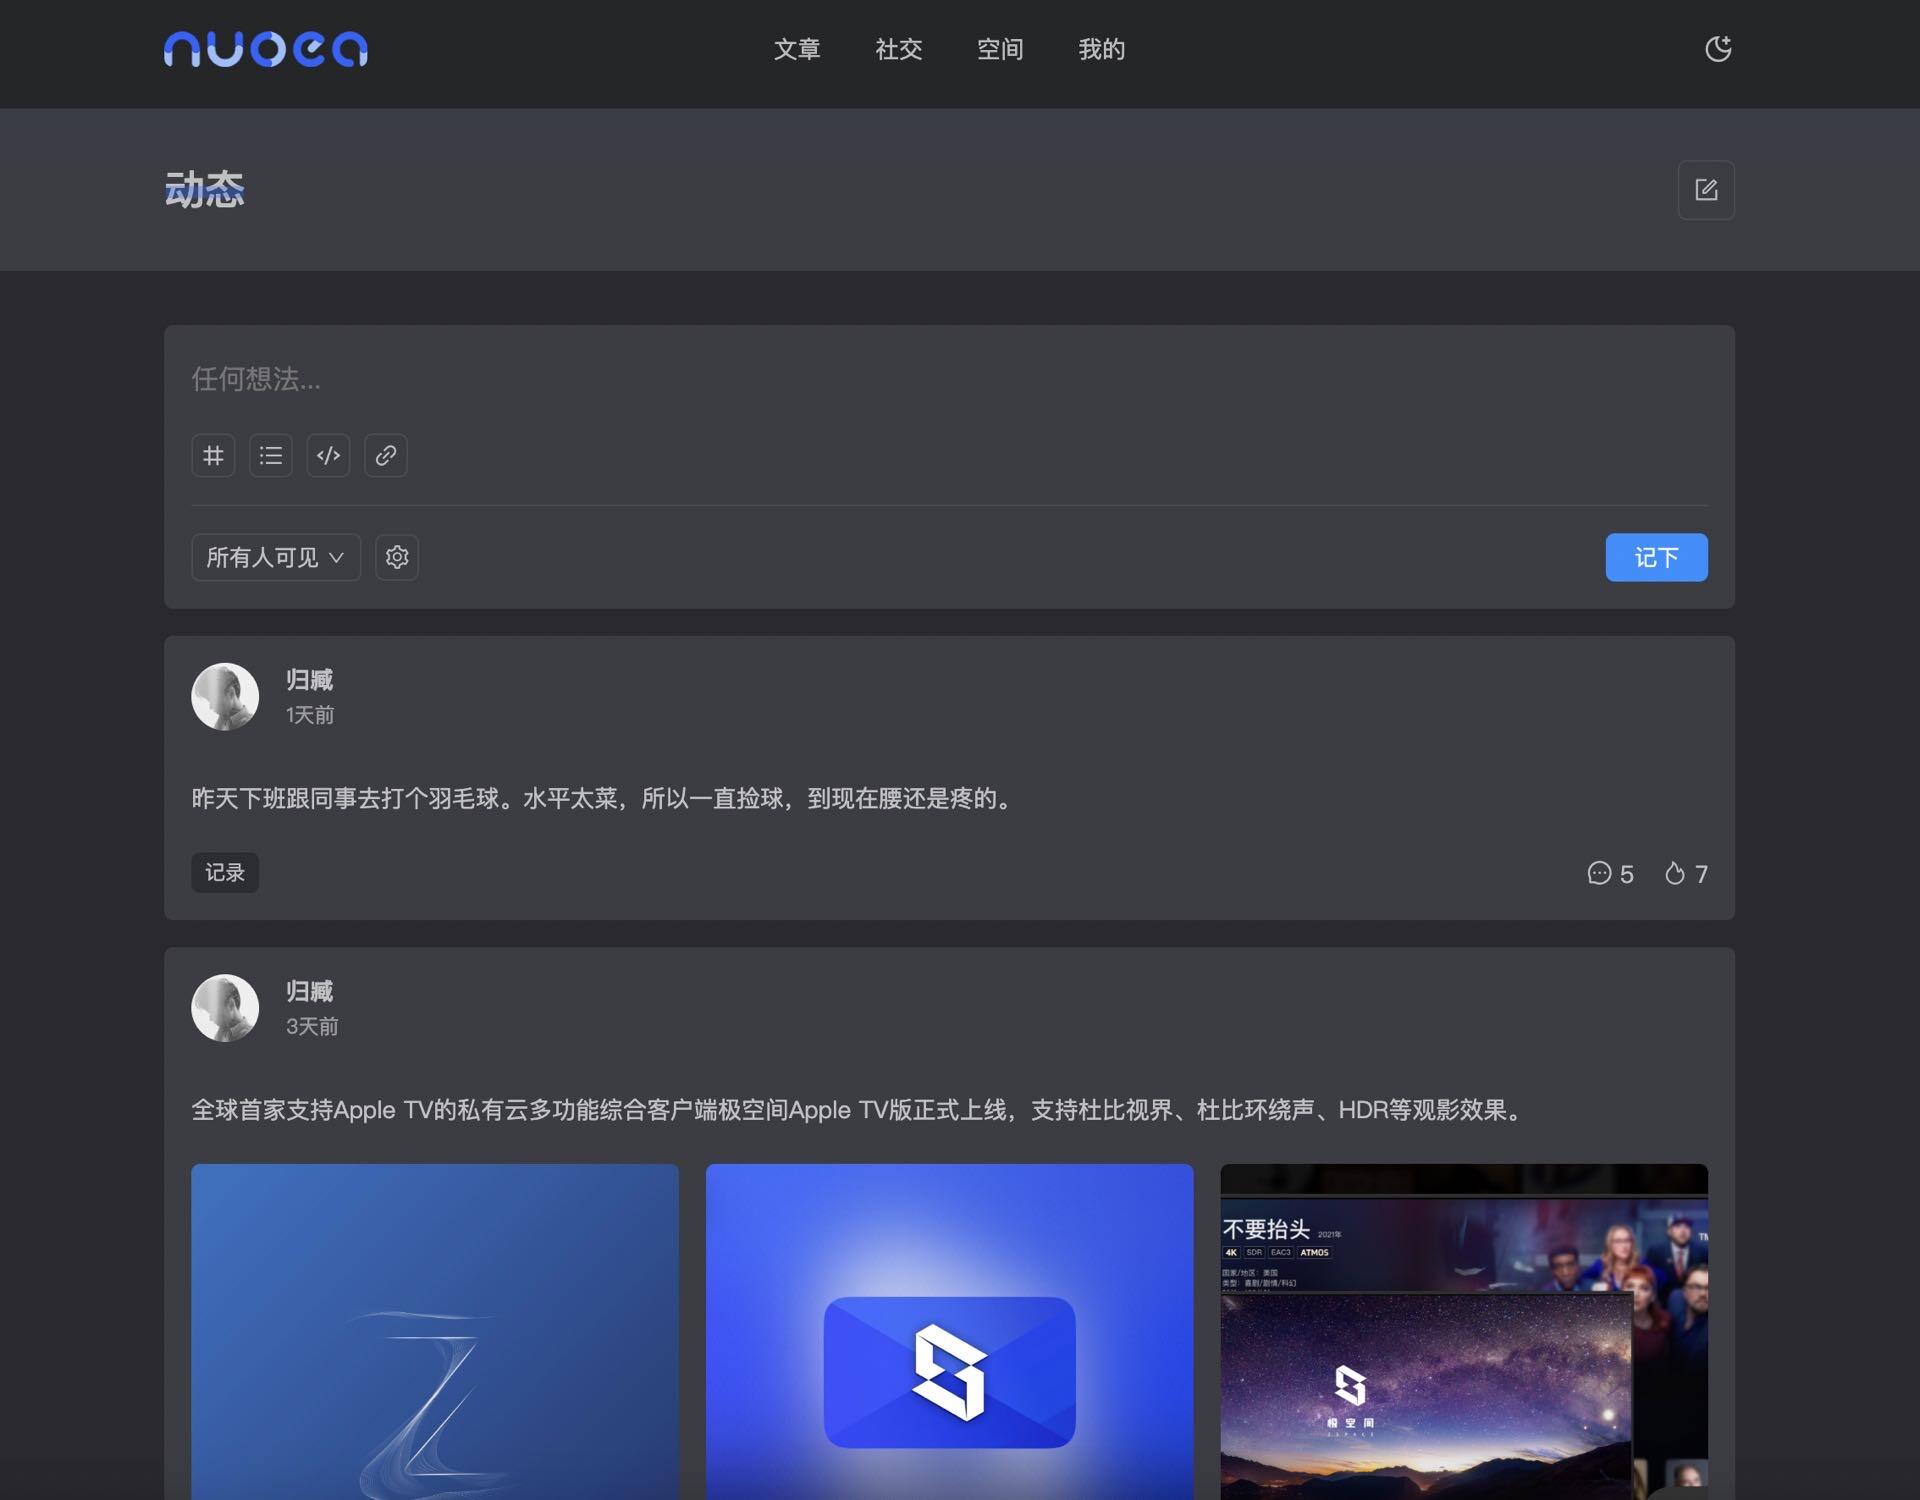 nuoea
文章 社交 空间 我的
动态
任何想法...
所有人可见
记下
归臧
1天前
昨天下班跟同事去打个羽毛球。水平太菜，所以一直捡球，到现在腰还是疼的。
记录
5 7
归臧
3天前
全球首家支持Apple TV的私有云多功能综合客户端极空间Apple TV版正式上线，支持杜比视界、杜比环绕声、HDR等观影效果。
不要抬头 2021年
4K SDR EAC3 ATMOS
国家/地区：美国
类型：喜剧/剧情/科幻
极空间
ZSPACE